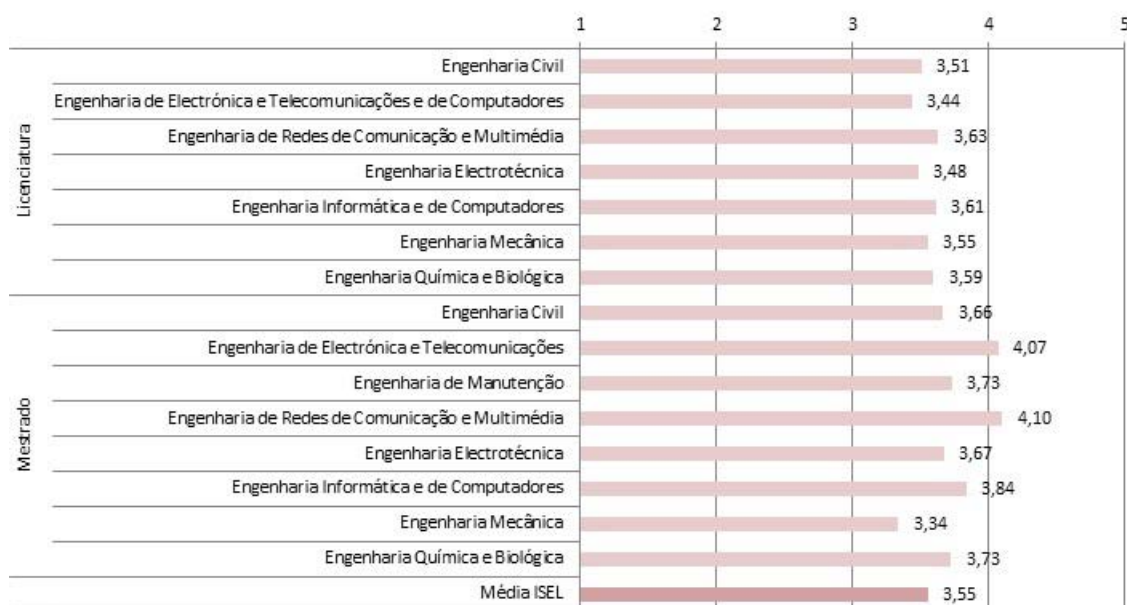 1 2 3 4 5
Licenciatura
Engenharia Civil 3,51
Engenharia de Electrónica e Telecomunicações e de Computadores 3,44
Engenharia de Redes de Comunicação e Multimédia 3,63
Engenharia Electrotécnica 3,48
Engenharia Informática e de Computadores 3,61
Engenharia Mecânica 3,55
Engenharia Química e Biológica 3,59
Mestrado
Engenharia Civil 3,66
Engenharia de Electrónica e Telecomunicações 4,07
Engenharia de Manutenção 3,73
Engenharia de Redes de Comunicação e Multimédia 4,10
Engenharia Electrotécnica 3,67
Engenharia Informática e de Computadores 3,84
Engenharia Mecânica 3,34
Engenharia Química e Biológica 3,73
Média ISEL 3,55